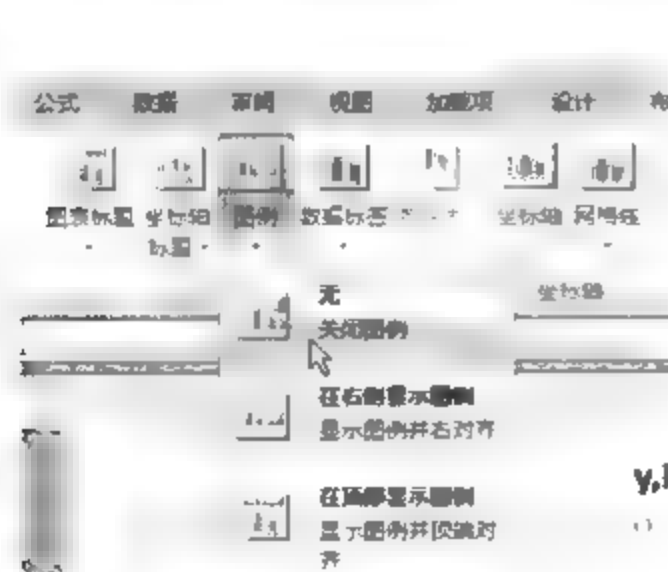 公式 数据 审阅 视图 加载项 设计
图表标题 坐标轴 图例 数据标签 坐标轴 网格线
标题
坐标轴
无
关闭图例
在右侧显示图例
显示图例并右对齐
在顶部显示图例
显示图例并顶端对
齐